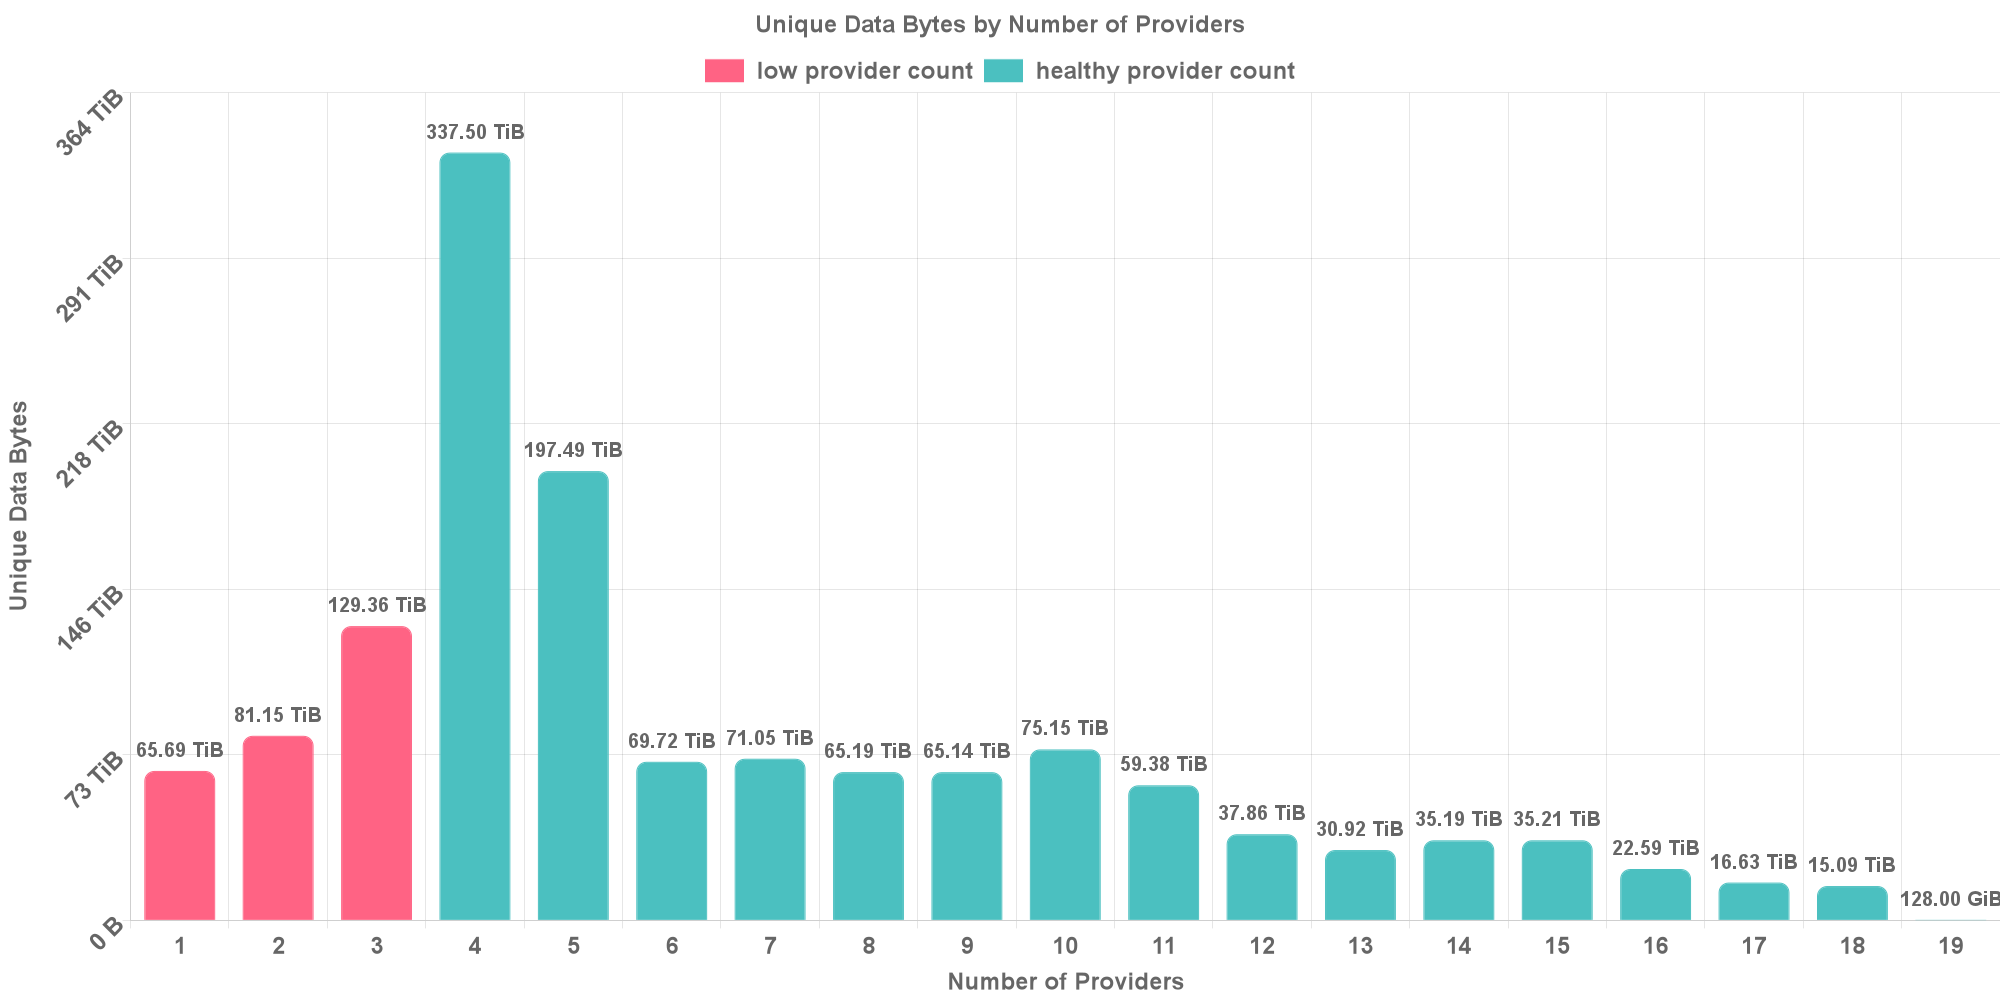 Unique Data Bytes by Number of Providers
low provider count healthy provider count
364 TiB
291 TiB
218 TiB
146 TiB
73 TiB
0 B
Unique Data Bytes
65.69 TiB
81.15 TiB
129.36 TiB
337.50 TiB
197.49 TiB
69.72 TiB
71.05 TiB
65.19 TiB
65.14 TiB
75.15 TiB
59.38 TiB
37.86 TiB
30.92 TiB
35.19 TiB
35.21 TiB
22.59 TiB
16.63 TiB
15.09 TiB
128.00 GiB
1 2 3 4 5 6 7 8 9 10 11 12 13 14 15 16 17 18 19
Number of Providers